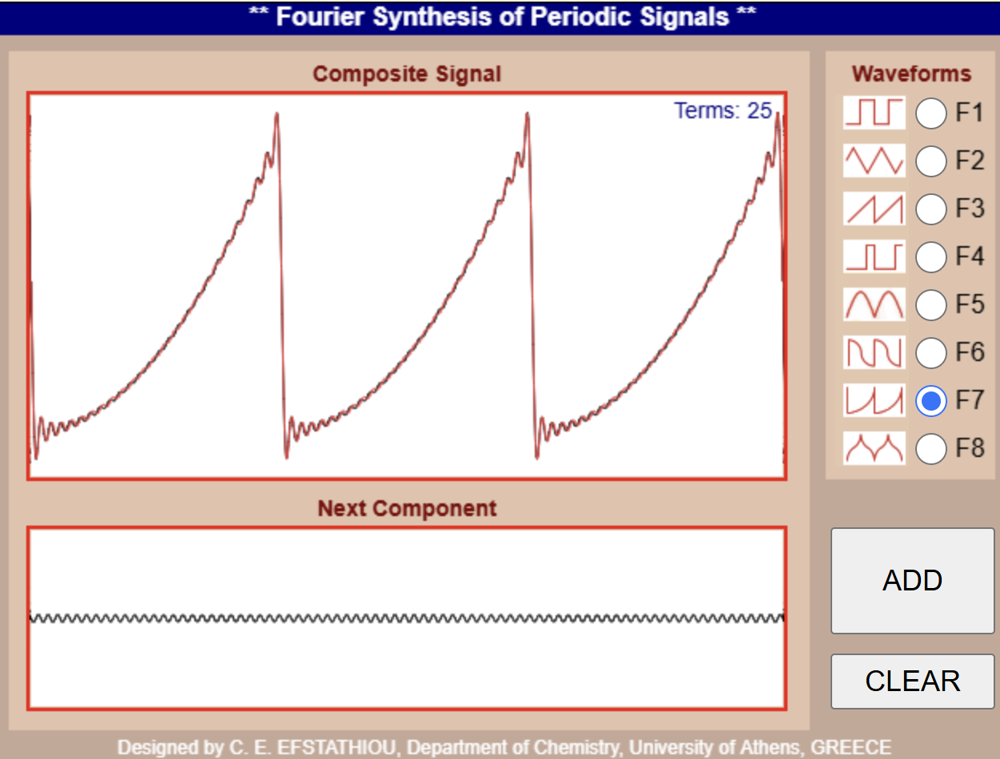 ** Fourier Synthesis of Periodic Signals **
Composite Signal
Terms: 25
Waveforms
F1
F2
F3
F4
F5
F6
F7
F8
Next Component
ADD
CLEAR
Designed by C. E. EFSTATHIOU, Department of Chemistry, University of Athens, GREECE